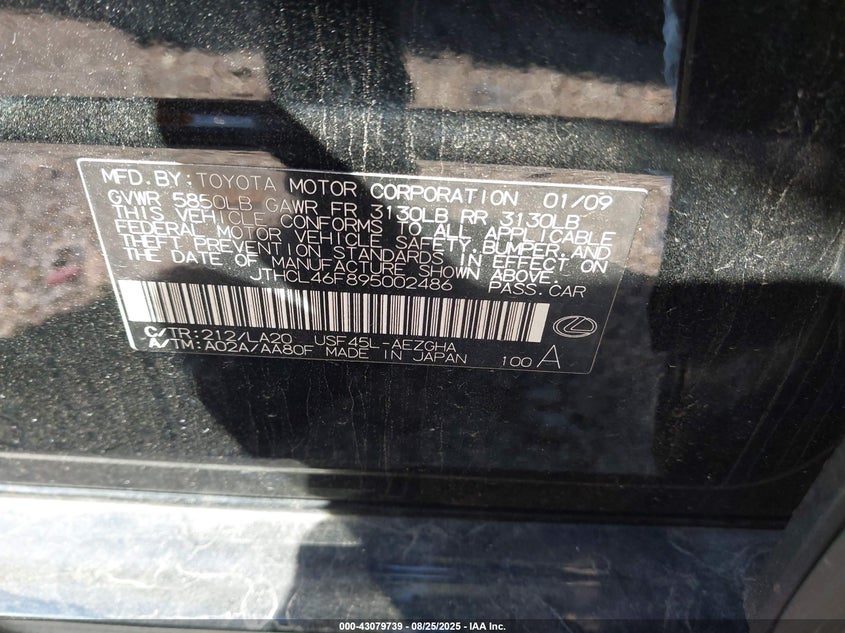 MFD.BY:TOYOTA MOTOR CORPORATION 01/09
GVWR 5850LB GAWR FR 3130LB RR 3130LB
THIS VEHICLE CONFORMS TO ALL APPLICABLE
FEDERAL MOTOR VEHICLE SAFETY,BUMPER AND
THEFT PREVENTION STANDARDS IN EFFECT ON
THE DATE OF MANUFACTURE SHOWN ABOVE.
JTHCL46F895002486 PASS.CAR
C/TR:212/LA20 USF45L-AEZGHA
A/TM:A02A/AA80F MADE IN JAPAN 100 A
000-43079739 - 08/25/2025 - IAA Inc.